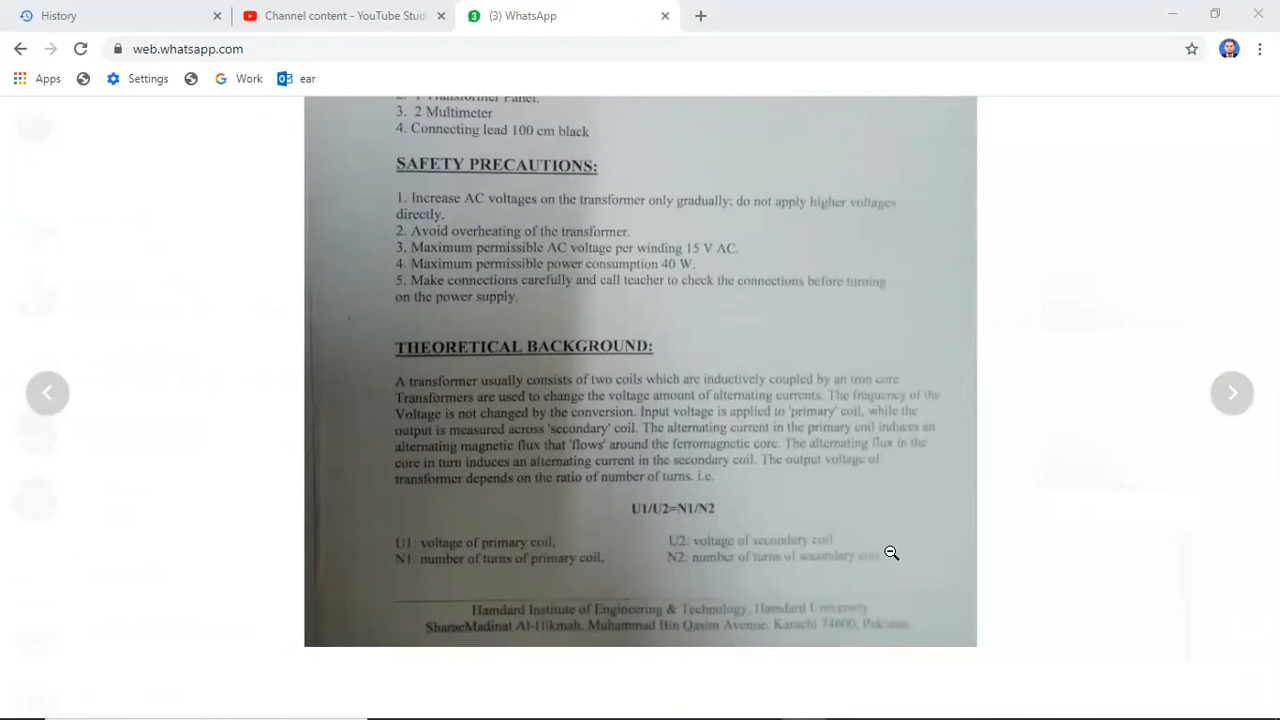 History
Channel content - YouTube Stud
(3) WhatsApp
web.whatsapp.com
Apps
Settings
Work
ear
2. 1 Transformer Panel.
3. 2 Multimeter
4. Connecting lead 100 cm black
SAFETY PRECAUTIONS:
1. Increase AC voltages on the transformer only gradually; do not apply higher voltages
directly.
2. Avoid overheating of the transformer.
3. Maximum permissible AC voltage per winding 15 V AC.
4. Maximum permissible power consumption 40 W.
5. Make connections carefully and call teacher to check the connections before turning
on the power supply.
THEORETICAL BACKGROUND:
A transformer usually consists of two coils which are inductively coupled by an iron core
Transformers are used to change the voltage amount of alternating currents. The frequency of the
Voltage is not changed by the conversion. Input voltage is applied to 'primary' coil, while the
output is measured across 'secondary' coil. The alternating current in the primary coil induces an
alternating magnetic flux that 'flows' around the ferromagnetic core. The alternating flux in the
core in turn induces an alternating current in the secondary coil. The output voltage of
transformer depends on the ratio of number of turns. i.e.
U1/U2=N1/N2
U1: voltage of primary coil, U2: voltage of secondary coil
N1: number of turns of primary coil, N2: number of turns of secondary coil
Hamdard Institute of Engineering & Technology, Hamdard University
SharaeMadinat Al-Hikmah, Muhammad Bin Qasim Avenue, Karachi 74600, Pakistan.